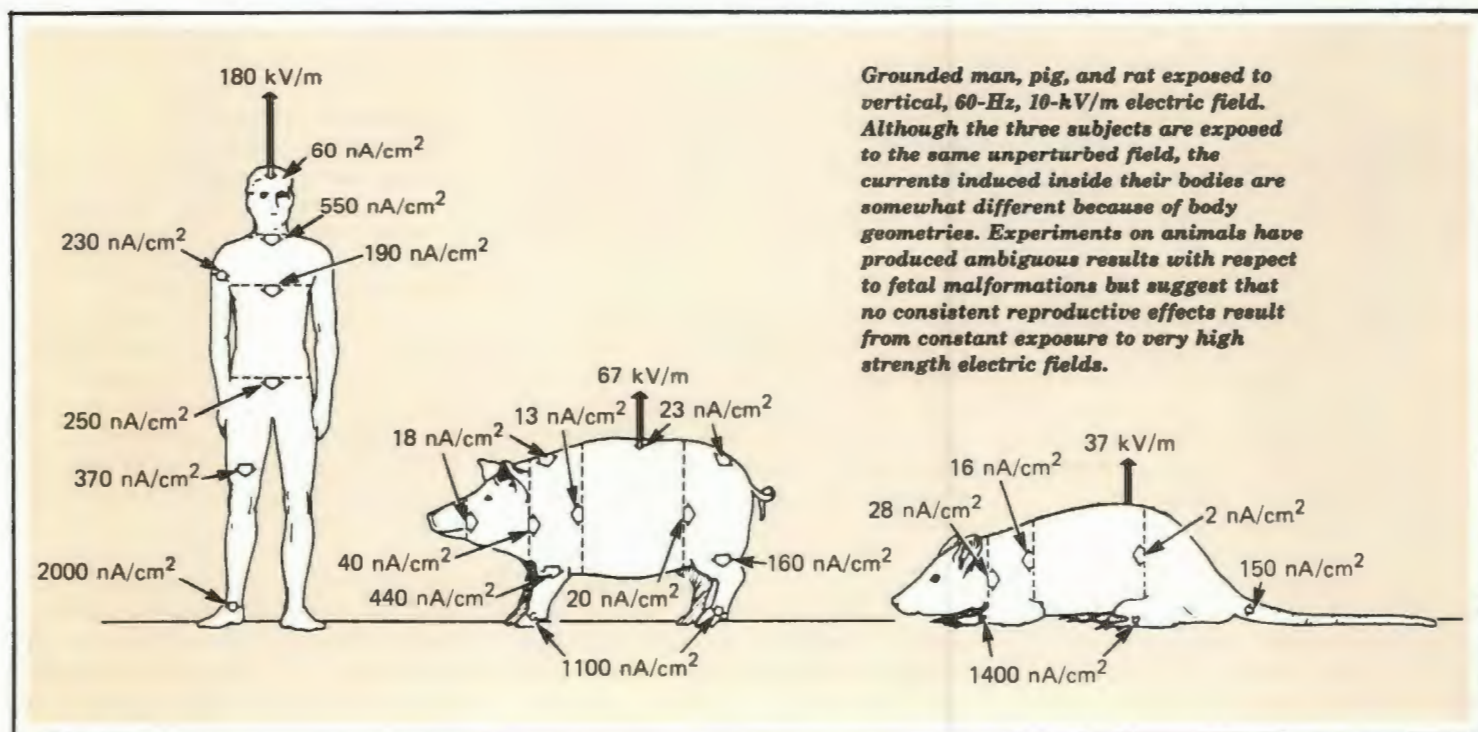 180 kV/m
60 nA/cm²
550 nA/cm²
230 nA/cm²
190 nA/cm²
250 nA/cm²
370 nA/cm²
2000 nA/cm²
Grounded man, pig, and rat exposed to
vertical, 60-Hz, 10-kV/m electric field.
Although the three subjects are exposed
to the same unperturbed field, the
currents induced inside their bodies are
somewhat different because of body
geometries. Experiments on animals have
produced ambiguous results with respect
to fetal malformations but suggest that
no consistent reproductive effects result
from constant exposure to very high
strength electric fields.
67 kV/m
13 nA/cm²
23 nA/cm²
18 nA/cm²
40 nA/cm²
440 nA/cm²
20 nA/cm²
160 nA/cm²
1100 nA/cm²
37 kV/m
16 nA/cm²
28 nA/cm²
2 nA/cm²
150 nA/cm²
1400 nA/cm²